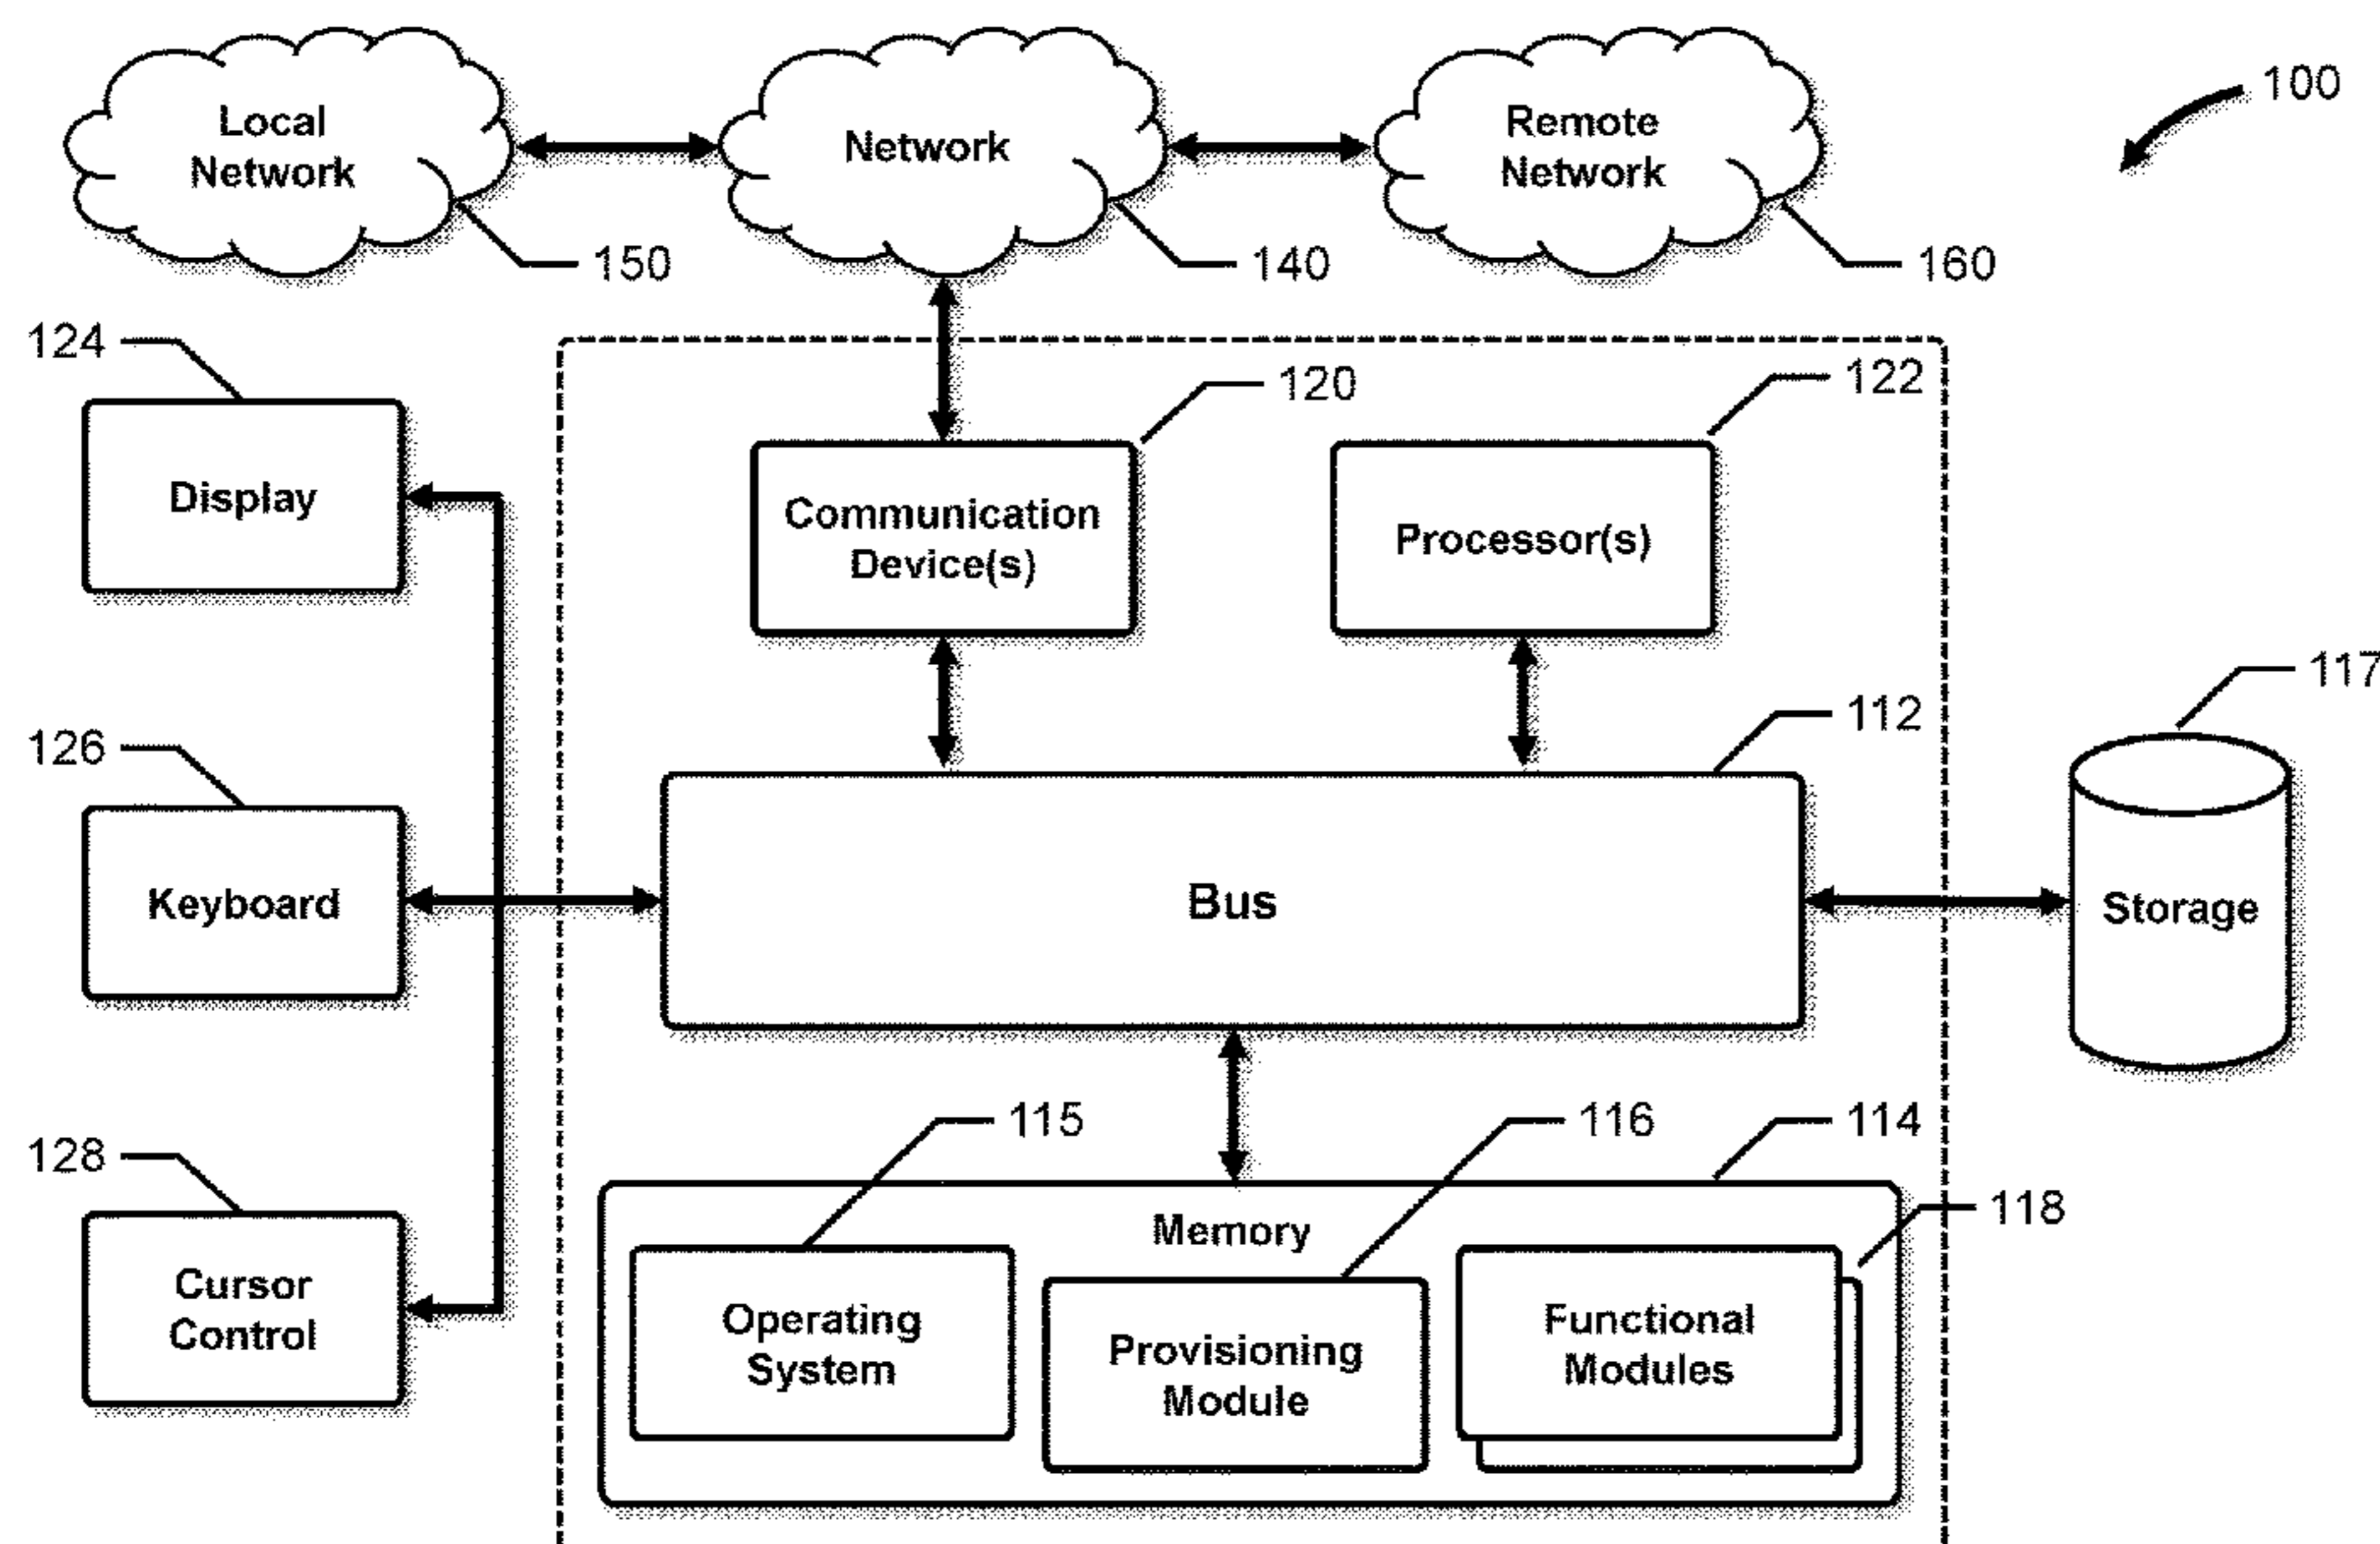 Local
Network
Network
Remote
Network
100
150
140
160
124
120
122
Display
Communication
Device(s)
Processor(s)
117
126
112
Keyboard
Bus
Storage
115
116
114
128
118
Memory
Cursor
Control
Operating
System
Provisioning
Module
Functional
Modules